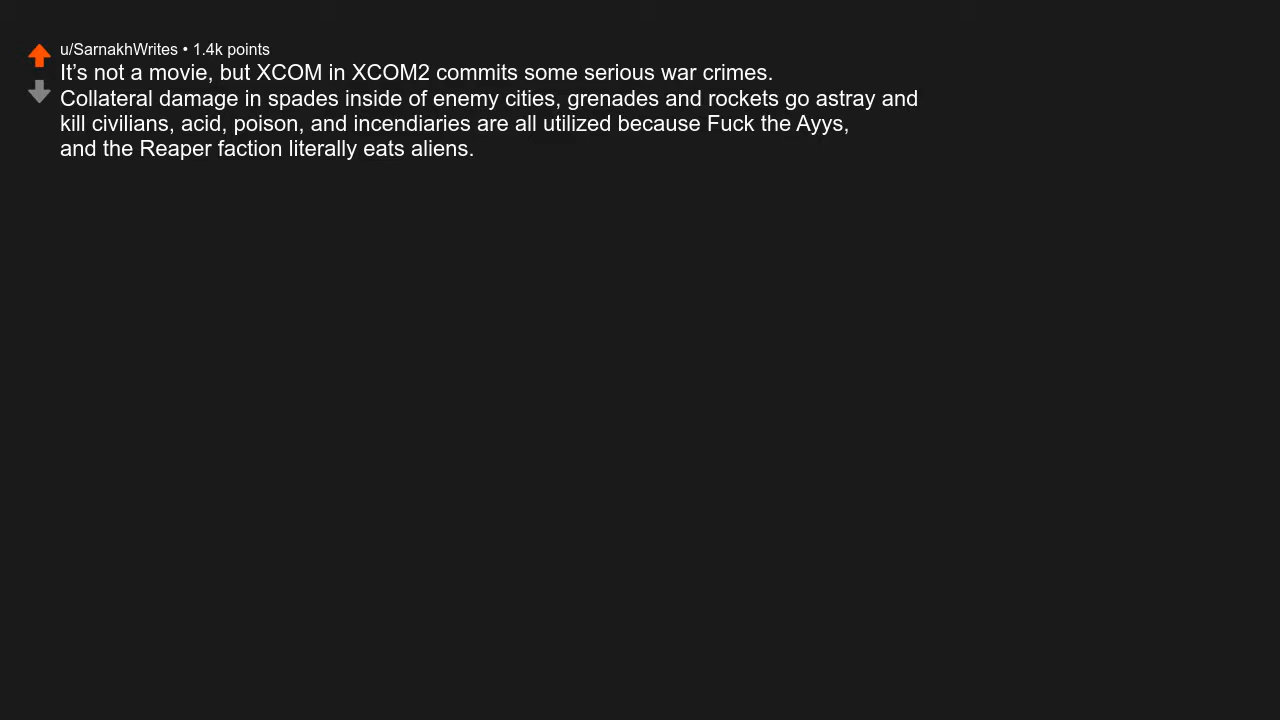 u/SarnakhWrites • 1.4k points
It’s not a movie, but XCOM in XCOM2 commits some serious war crimes.
Collateral damage in spades inside of enemy cities, grenades and rockets go astray and
kill civilians, acid, poison, and incendiaries are all utilized because Fuck the Ayys,
and the Reaper faction literally eats aliens.